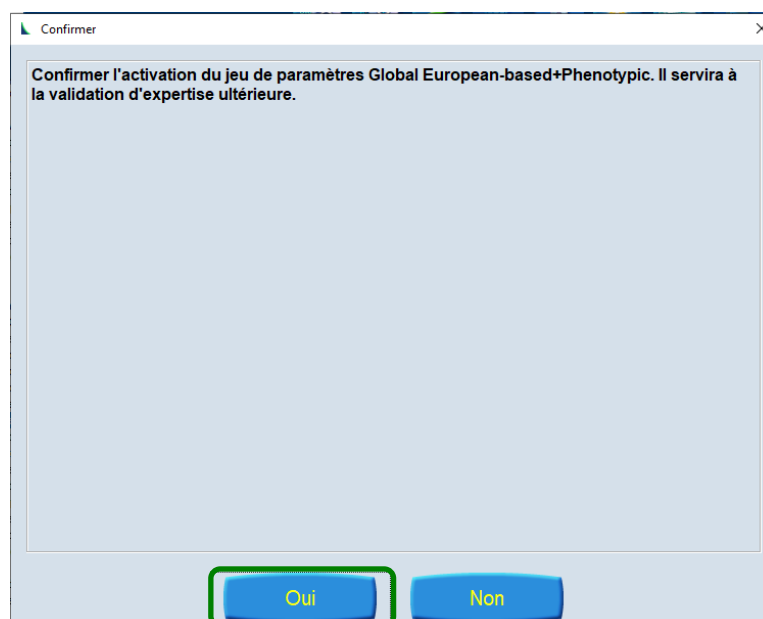 Confirmer
Confirmer l'activation du jeu de paramètres Global European-based+Phenotypic. Il servira à
la validation d'expertise ultérieure.
Oui
Non